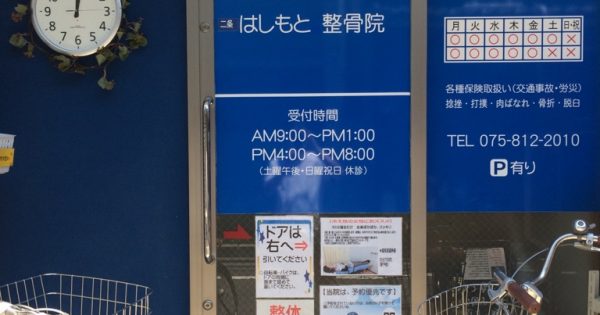 二条 はしもと 整骨院
受付時間
AM9:00～PM1:00
PM4:00～PM8:00
(土曜午後・日曜祝日 休診)
月 火 水 木 金 土 日・祝
○ ○ ○ ○ ○ ○ ×
○ ○ ○ ○ ○ × ×
各種保険取扱い(交通事故・労災)
捻挫・打撲・肉ばなれ・骨折・脱臼
TEL 075-812-2010
P 有り
ドアは
右へ⇒
引いてください
【当院は、予約優先です】
整体